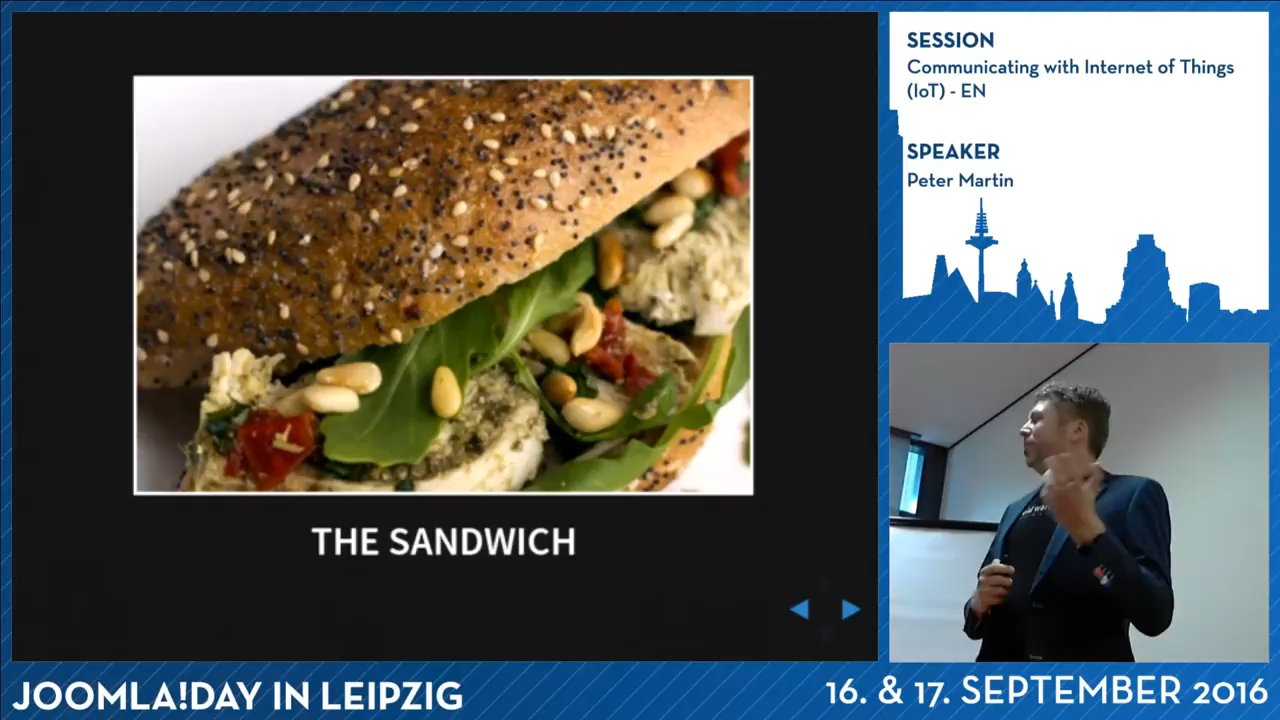 THE SANDWICH
SESSION
Communicating with Internet of Things
(IoT) - EN
SPEAKER
Peter Martin
JOOMLA!DAY IN LEIPZIG
16. & 17. SEPTEMBER 2016